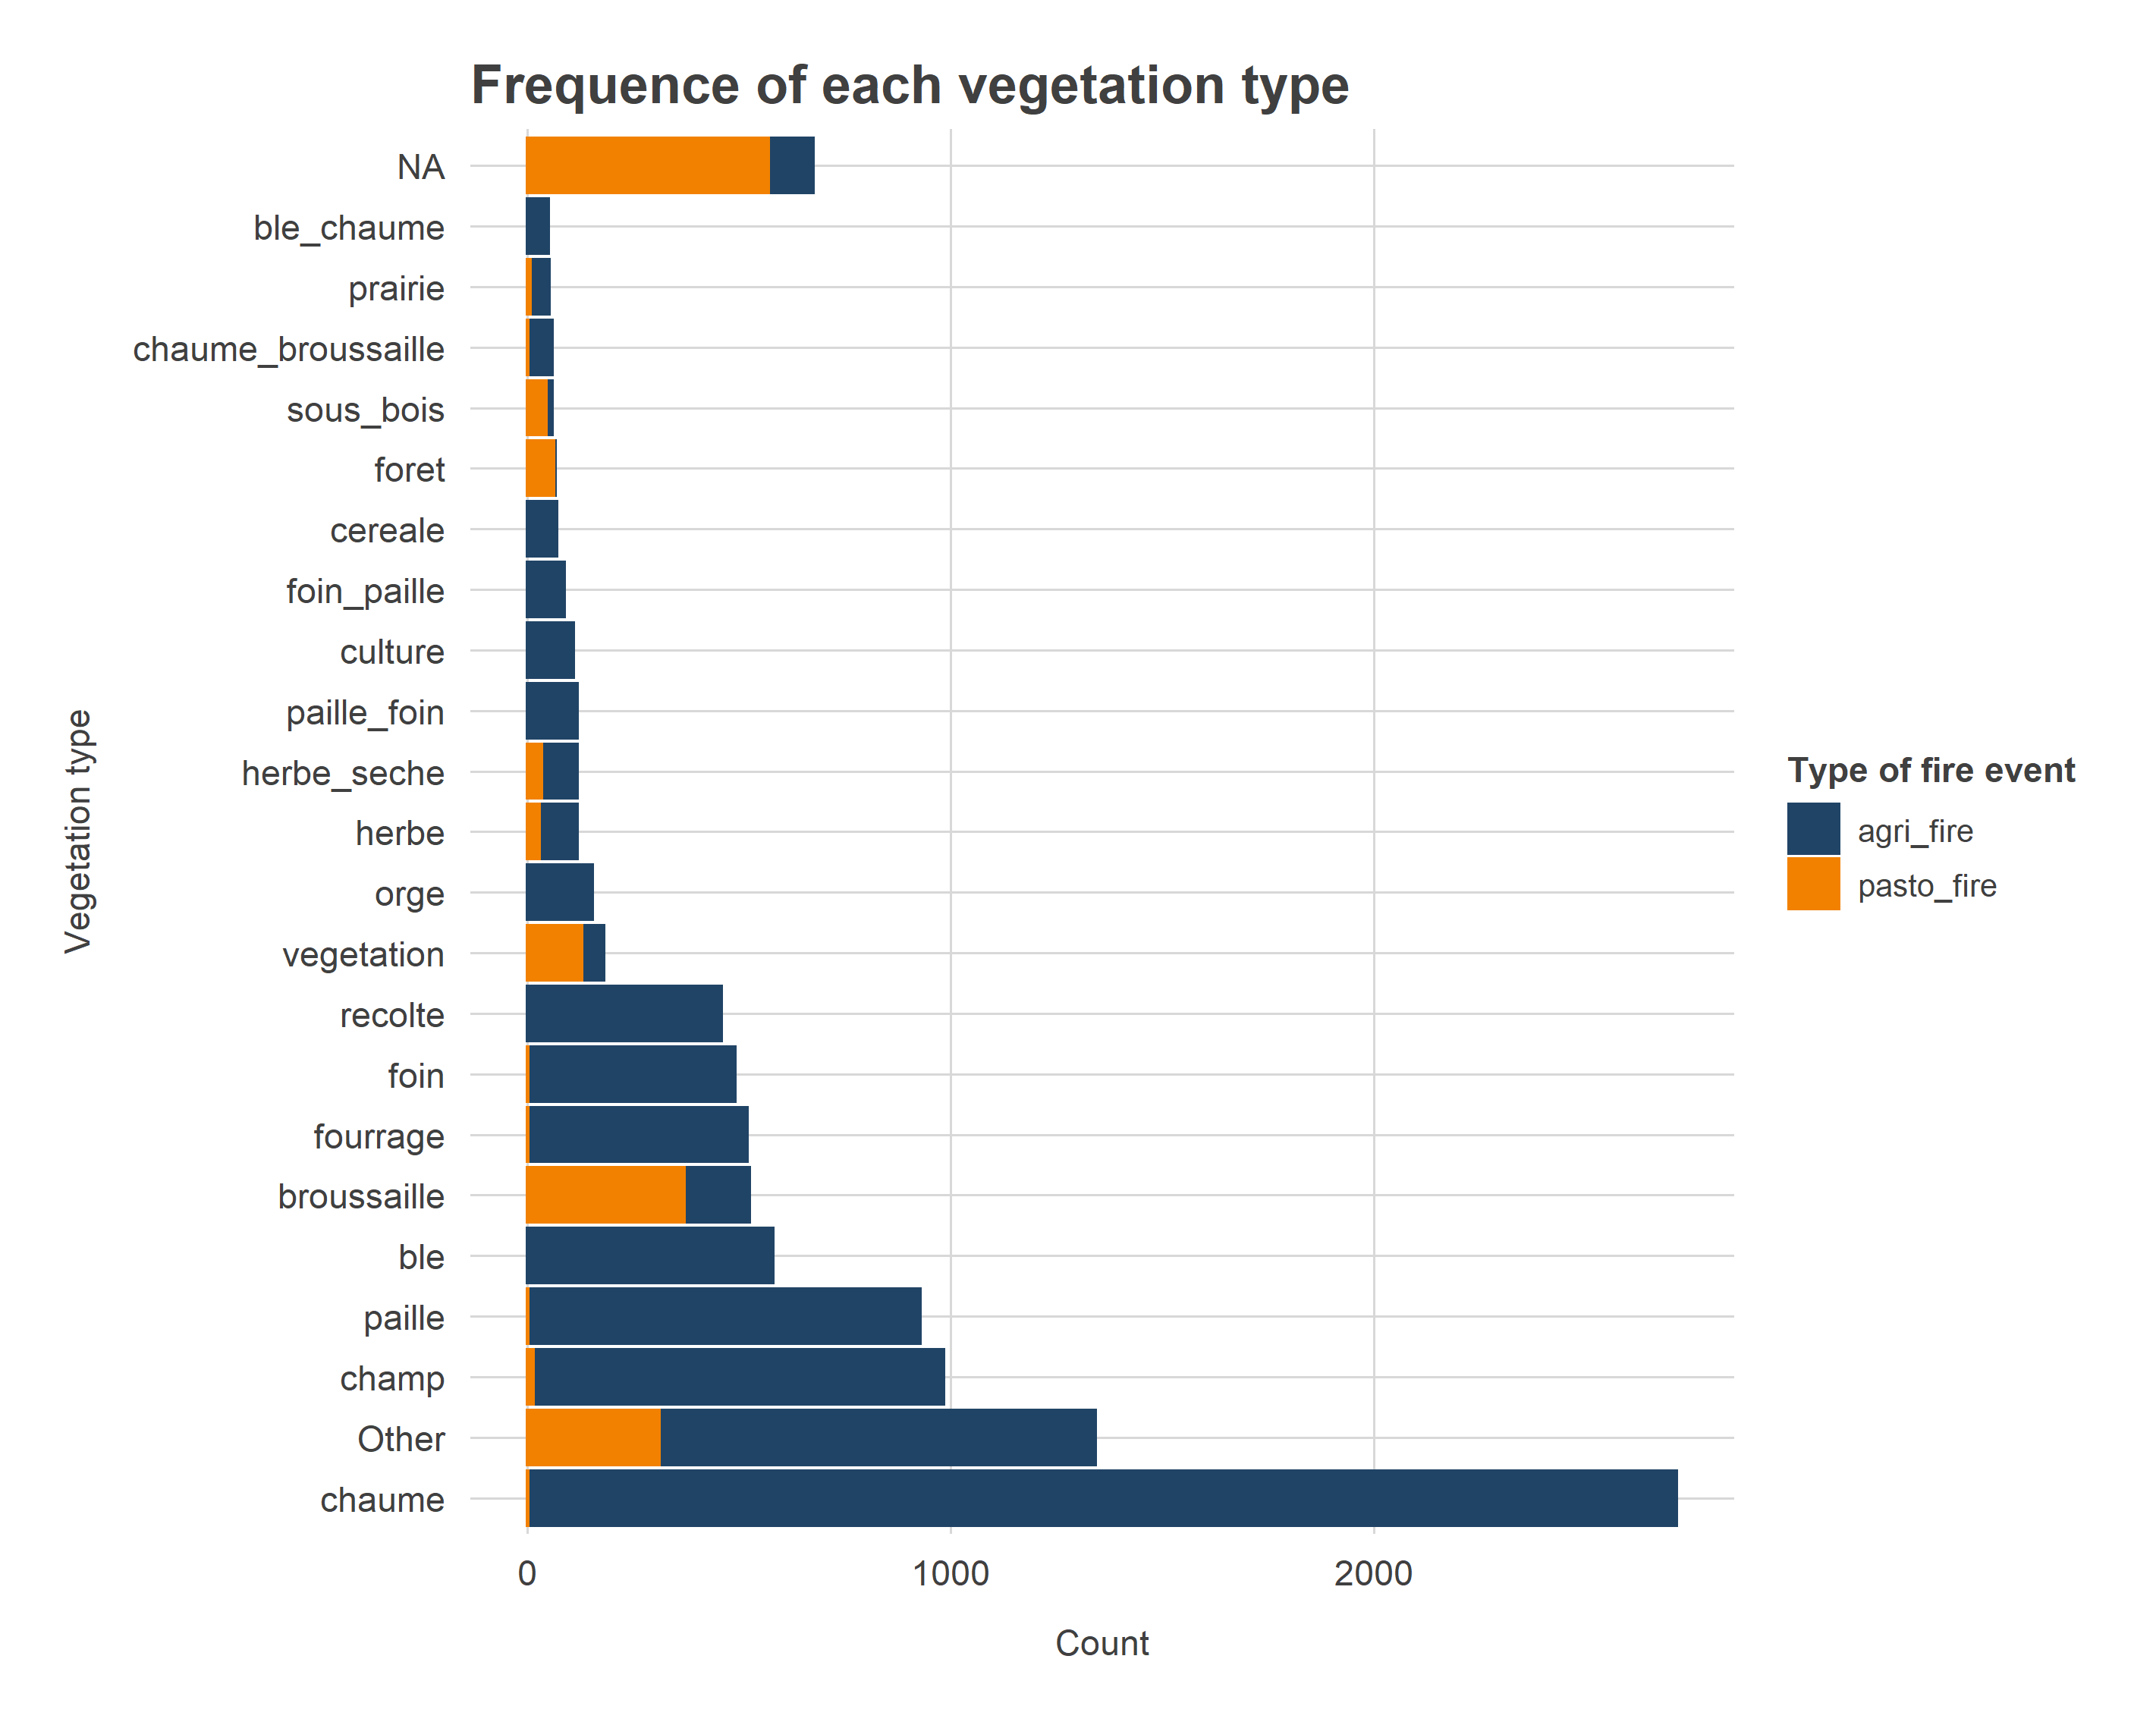 Frequence of each vegetation type
NA
ble_chaume
prairie
chaume_broussaille
sous_bois
foret
cereale
foin_paille
culture
paille_foin
herbe_seche
herbe
orge
vegetation
recolte
foin
fourrage
broussaille
ble
paille
champ
Other
chaume
Vegetation type
0 1000 2000
Count
Type of fire event
agri_fire
pasto_fire